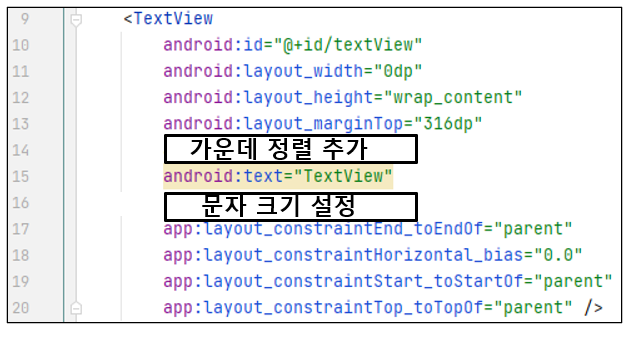 9 <TextView
10 android:id="@+id/textView"
11 android:layout_width="0dp"
12 android:layout_height="wrap_content"
13 android:layout_marginTop="316dp"
14 가운데 정렬 추가
15 android:text="TextView"
16 문자 크기 설정
17 app:layout_constraintEnd_toEndOf="parent"
18 app:layout_constraintHorizontal_bias="0.0"
19 app:layout_constraintStart_toStartOf="parent"
20 app:layout_constraintTop_toTopOf="parent" />